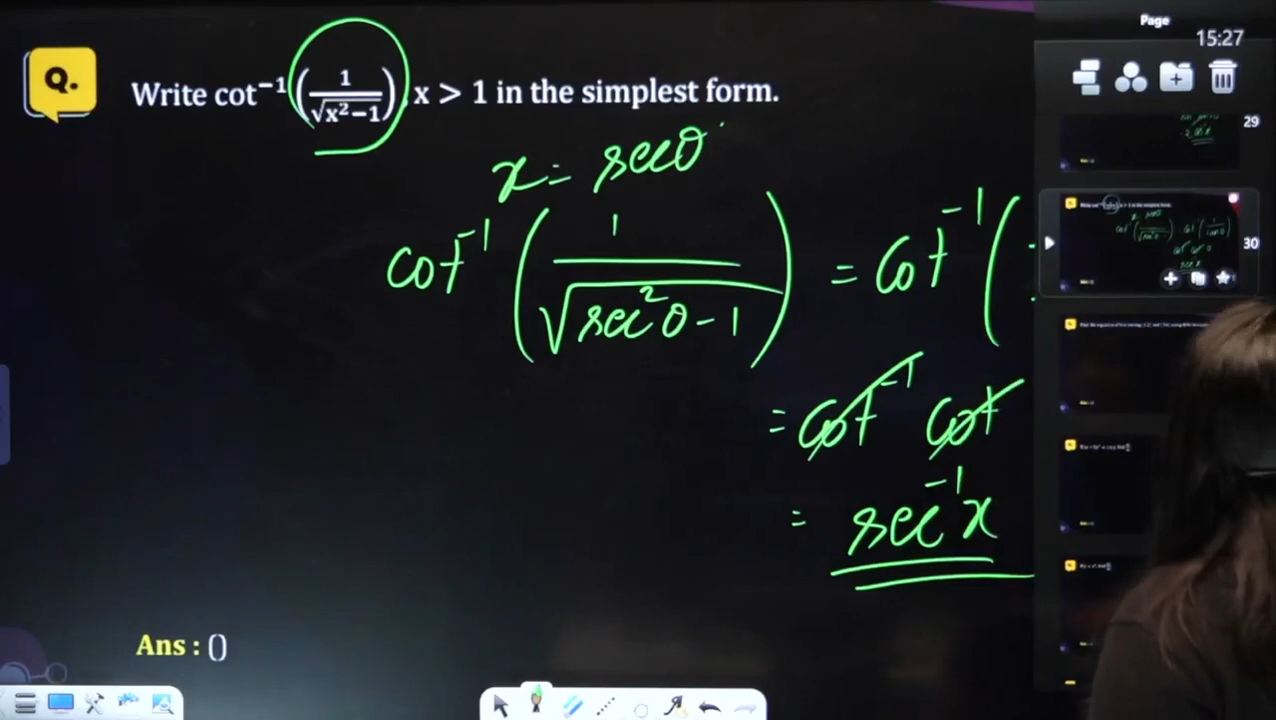 Page
15:27
Q.
Write cot⁻¹(1/√x²−1), x > 1 in the simplest form.
29
x = secθ
cot⁻¹(1/√sec²θ−1) = cot⁻¹(
30
= cot⁻¹ cot
= sec⁻¹x
Ans : ()